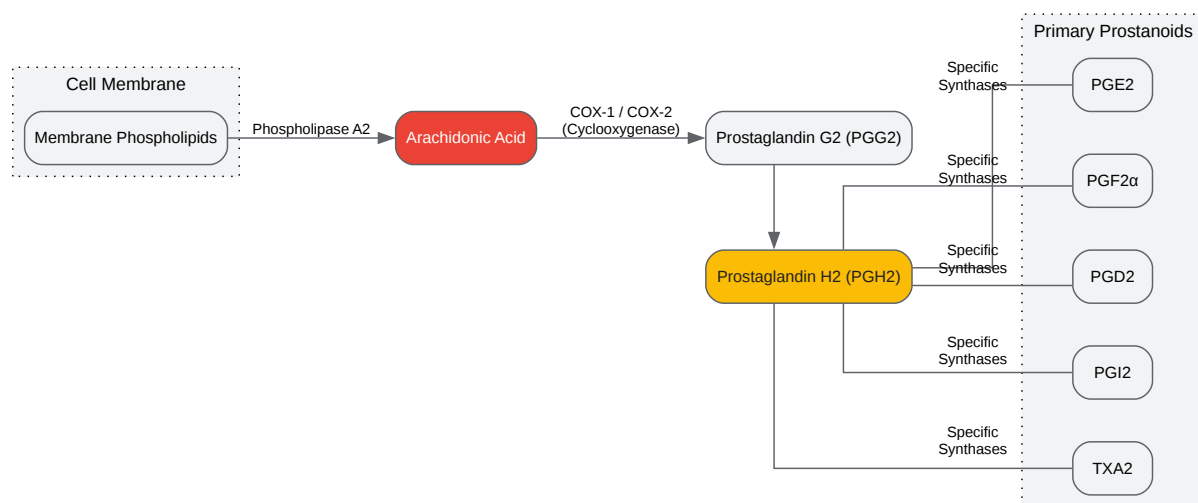 Cell Membrane
Membrane Phospholipids
Phospholipase A2
Arachidonic Acid
COX-1 / COX-2
(Cyclooxygenase)
Prostaglandin G2 (PGG2)
Prostaglandin H2 (PGH2)
Primary Prostanoids
Specific
Synthases
PGE2
Specific
Synthases
PGF2α
Specific
Synthases
PGD2
Specific
Synthases
PGI2
Specific
Synthases
TXA2